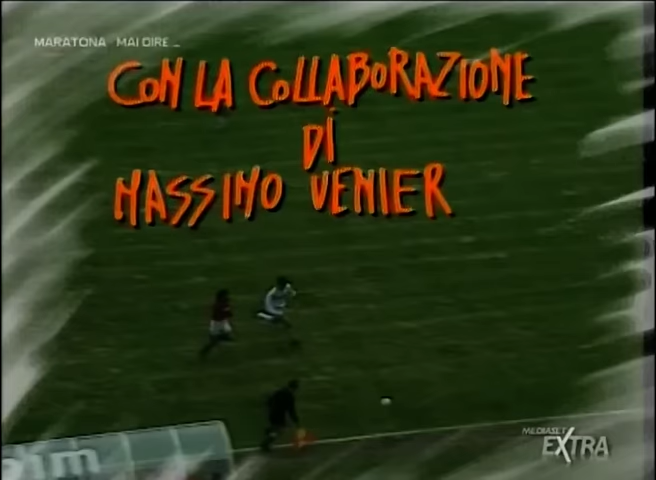 MARATONA MAI DIRE ...
CON LA COLLABORAZIONE
DI
MASSIMO VENIER
MEDIASET
EXTRA